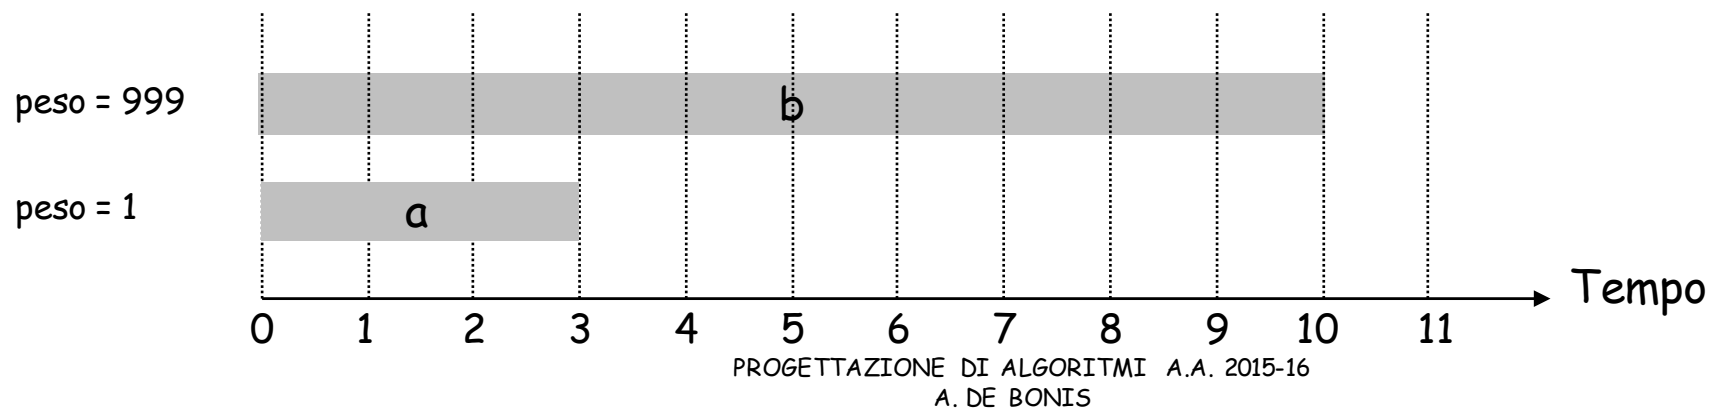 peso = 999
b
peso = 1
a
Tempo
0 1 2 3 4 5 6 7 8 9 10 11
PROGETTAZIONE DI ALGORITMI A.A. 2015-16
A. DE BONIS